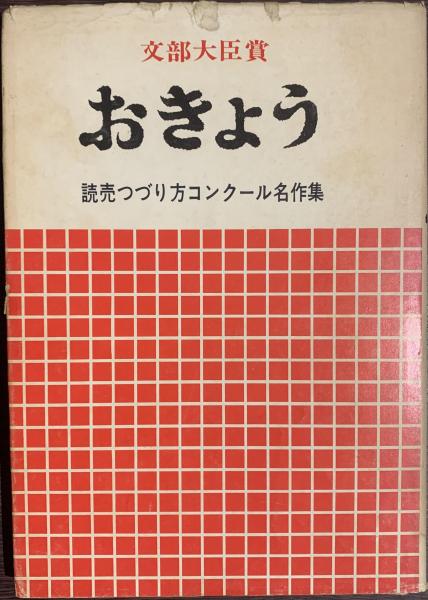 文部大臣賞
おきょう
読売つづり方コンクール名作集